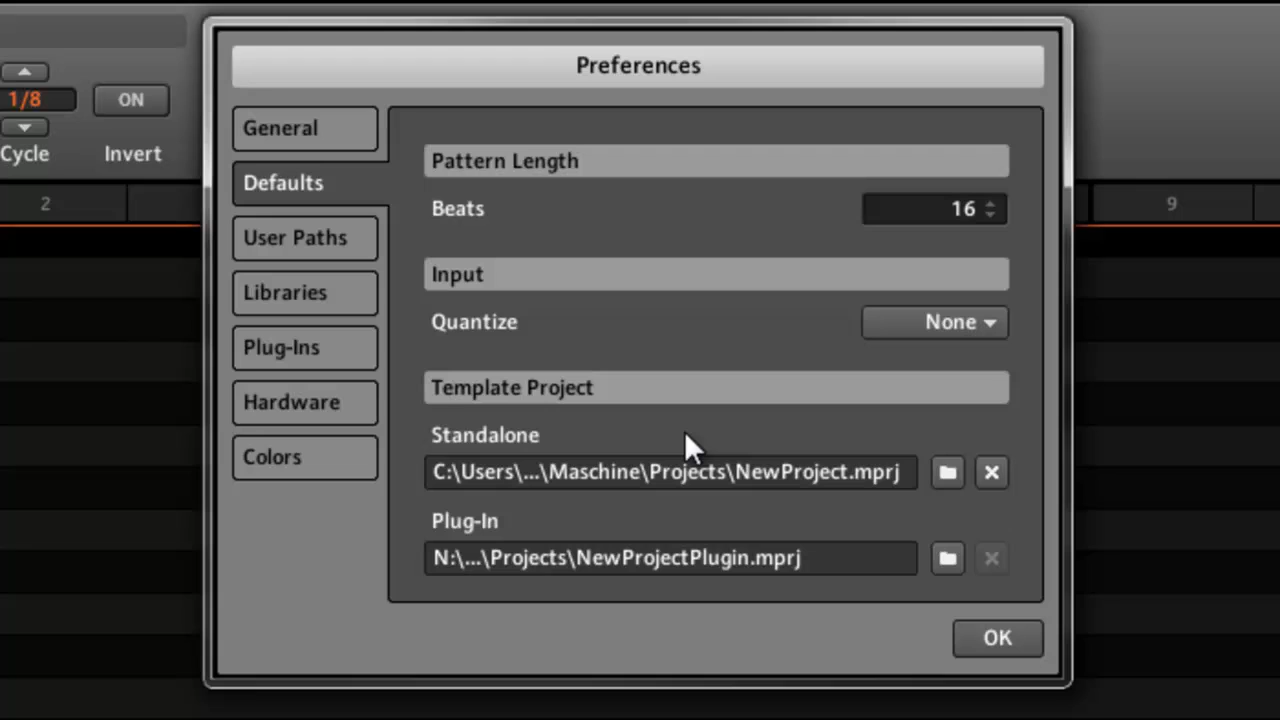 Preferences
1/8
ON
Cycle
Invert
2
9
General
Defaults
User Paths
Libraries
Plug-Ins
Hardware
Colors
Pattern Length
Beats
16
Input
Quantize
None
Template Project
Standalone
C:\Users\...\Maschine\Projects\NewProject.mprj
Plug-In
N:\...\Projects\NewProjectPlugin.mprj
OK